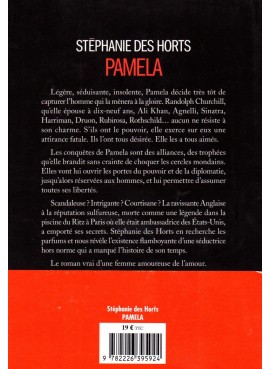 STÉPHANIE DES HORTS
PAMELA
Légère, séduisante, insolente, Pamela décide très tôt de
capturer l'homme qui la mènera à la gloire. Randolph Churchill,
qu'elle épouse à dix-neuf ans, Ali Khan, Agnelli, Sinatra,
Harriman, Druon, Rubirosa, Rothschild... aucun ne résiste à
son charme. S'ils ont le pouvoir, elle exerce sur eux une
attirance fatale. Ils l'ont tous désirée. Elle les a tous aimés.
Les conquêtes de Pamela sont des alliances, des trophées
qu'elle brandit sans crainte de choquer les cercles mondains.
Elles vont lui ouvrir les portes du pouvoir et de la diplomatie,
jusqu'alors réservées aux hommes, et lui permettre d'assumer
toutes ses libertés.
Scandaleuse ? Intrigante ? Courtisane ? La ravissante Anglaise
à la réputation sulfureuse, morte comme une légende dans la
piscine du Ritz à Paris où elle était ambassadrice des États-Unis,
a emporté ses secrets. Stéphanie des Horts en recherche les
parfums et nous révèle l'existence flamboyante d'une séductrice
hors norme qui a marqué l'histoire de son temps.
Le roman vrai d'une femme amoureuse de l'amour.
Stéphanie des Horts
PAMELA
19 € TTC
9 782226 395924